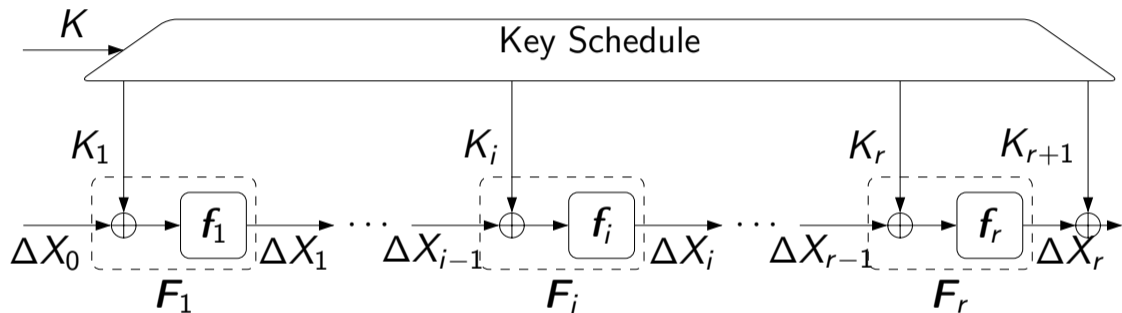 K
Key Schedule
K₁ Kᵢ Kᵣ Kᵣ₊₁
f₁ ··· fᵢ ··· fᵣ
ΔX₀ ΔX₁ ΔXᵢ₋₁ ΔXᵢ ΔXᵣ₋₁ ΔXᵣ
F₁ Fᵢ Fᵣ